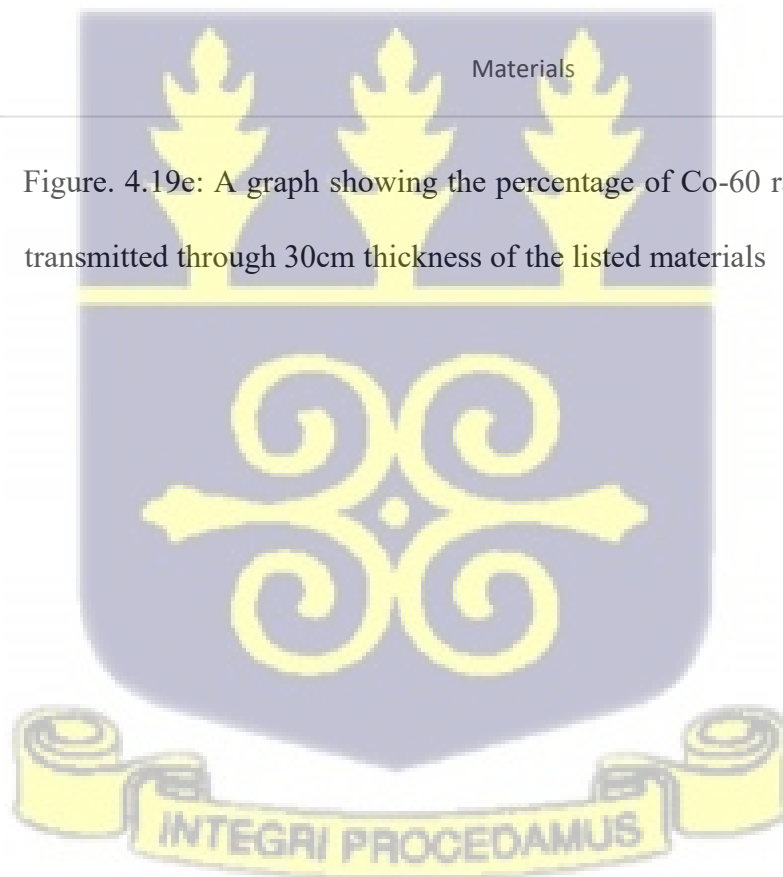 Materials
Figure. 4.19e: A graph showing the percentage of Co-60
transmitted through 30cm thickness of the listed materials
INTEGRI PROCEDAMUS